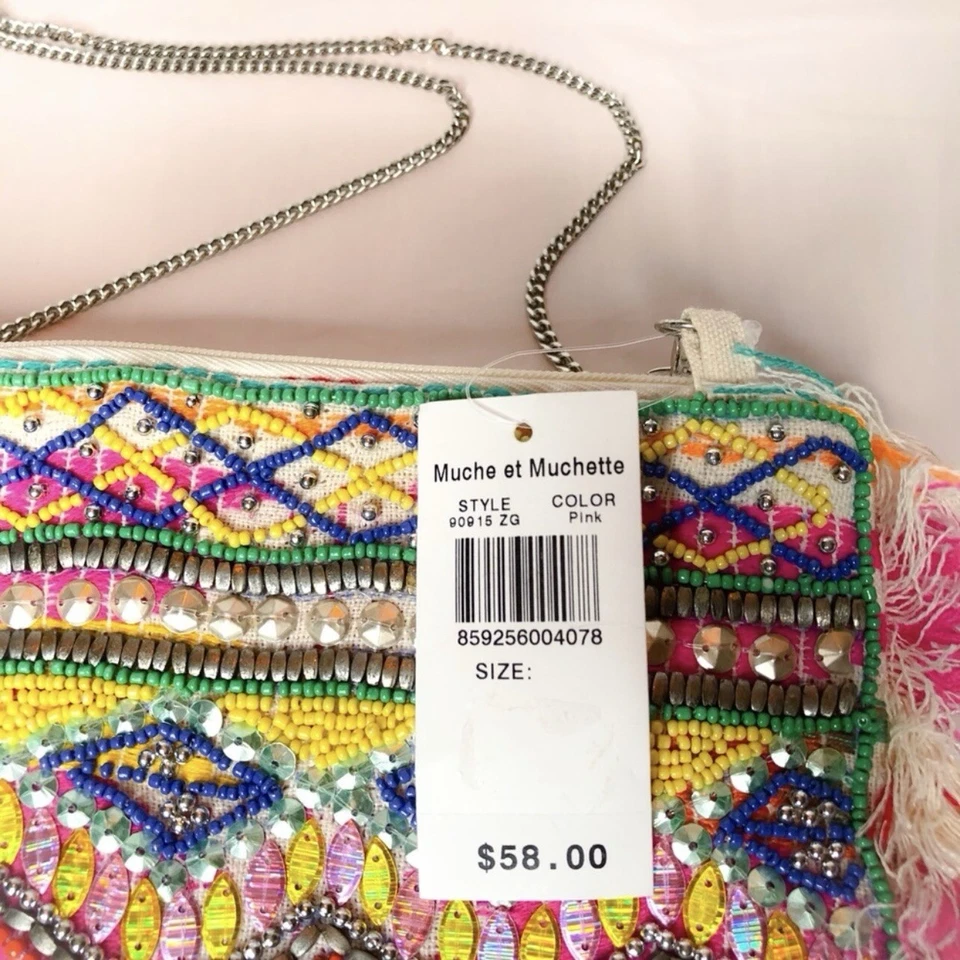 Muche et Muchette
STYLE COLOR
90915 ZG Pink
859256004078
SIZE:
$58.00